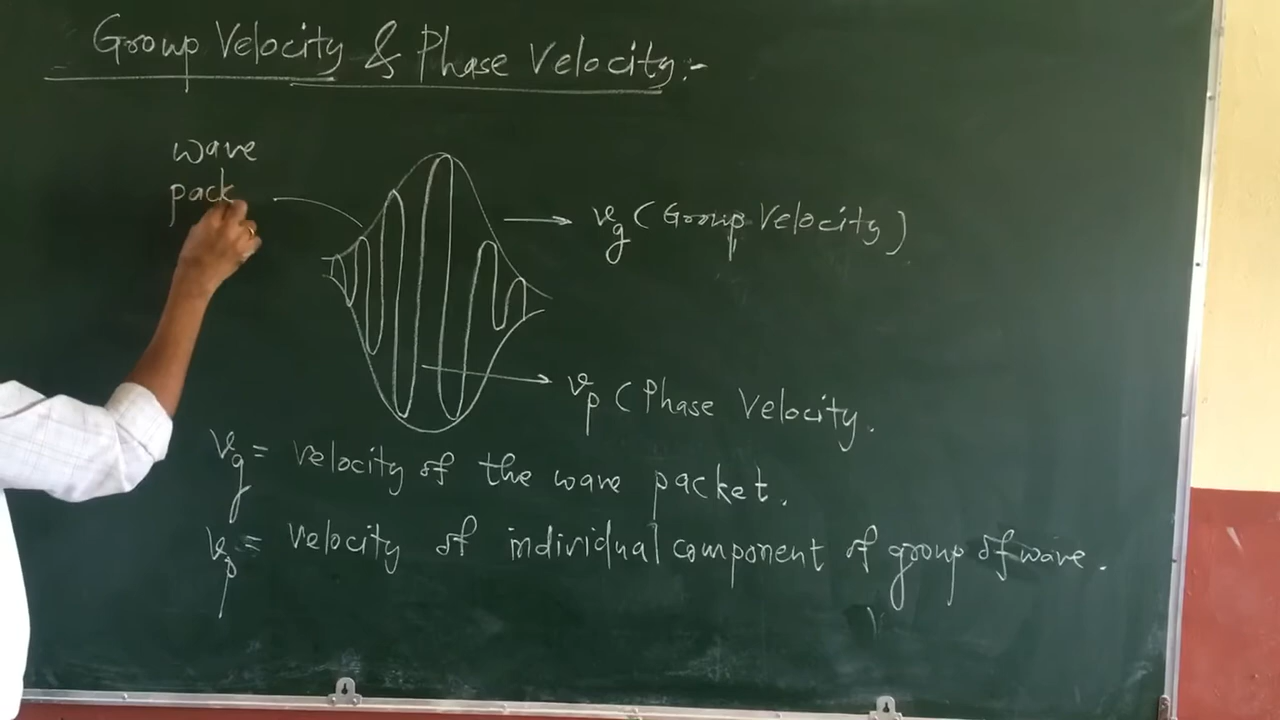 Group Velocity & Phase Velocity:-
wave
pack
vg (Group Velocity)
vp (Phase Velocity.
vg = velocity of the wave packet.
vp = velocity of individual component of group of wave.